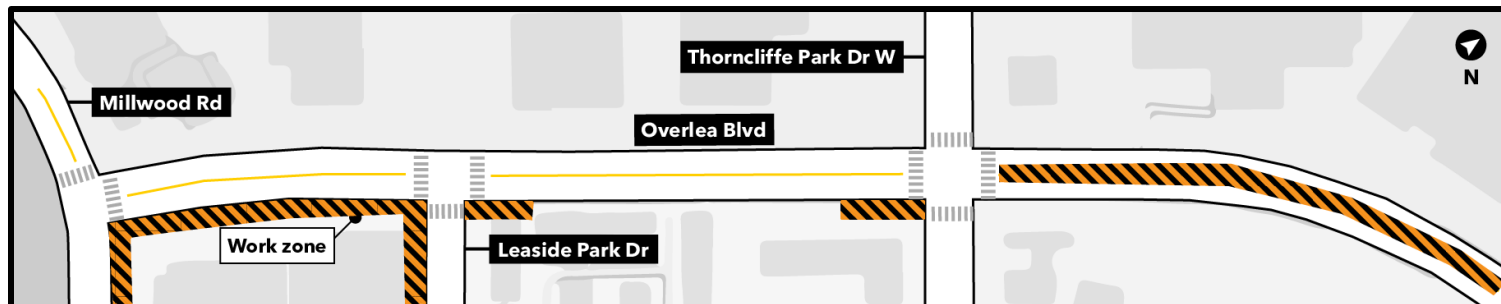 Thorncliffe Park Dr W
N
Millwood Rd
Overlea Blvd
Work zone
Leaside Park Dr